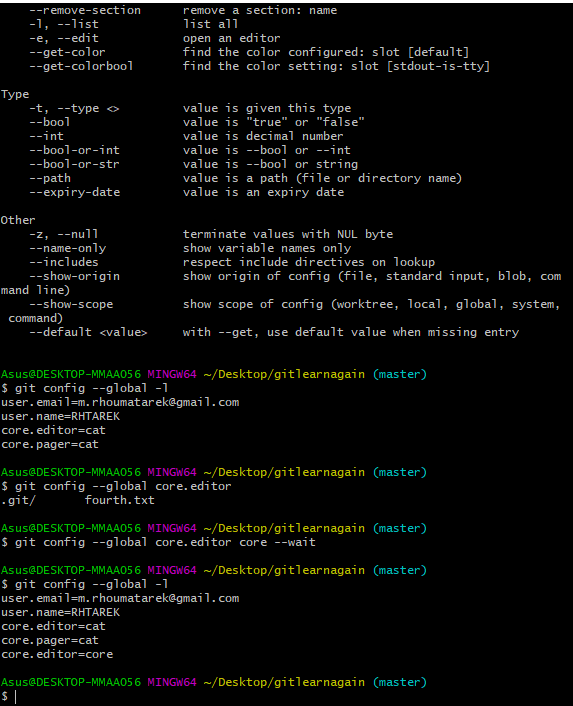 --remove-section remove a section: name
-l, --list list all
-e, --edit open an editor
--get-color find the color configured: slot [default]
--get-colorbool find the color setting: slot [stdout-is-tty]
Type
-t, --type <> value is given this type
--bool value is "true" or "false"
--int value is decimal number
--bool-or-int value is --bool or --int
--bool-or-str value is --bool or string
--path value is a path (file or directory name)
--expiry-date value is an expiry date
Other
-z, --null terminate values with NUL byte
--name-only show variable names only
--includes respect include directives on lookup
--show-origin show origin of config (file, standard input, blob, com
mand line)
--show-scope show scope of config (worktree, local, global, system,
command)
--default <value> with --get, use default value when missing entry
Asus@DESKTOP-MMAAO56 MINGW64 ~/Desktop/gitlearnagain (master)
$ git config --global -l
user.email=m.rhoumatarek@gmail.com
user.name=RHTAREK
core.editor=cat
core.pager=cat
Asus@DESKTOP-MMAAO56 MINGW64 ~/Desktop/gitlearnagain (master)
$ git config --global core.editor
.git/ fourth.txt
Asus@DESKTOP-MMAAO56 MINGW64 ~/Desktop/gitlearnagain (master)
$ git config --global core.editor core --wait
Asus@DESKTOP-MMAAO56 MINGW64 ~/Desktop/gitlearnagain (master)
$ git config --global -l
user.email=m.rhoumatarek@gmail.com
user.name=RHTAREK
core.editor=cat
core.pager=cat
core.editor=core
Asus@DESKTOP-MMAAO56 MINGW64 ~/Desktop/gitlearnagain (master)
$